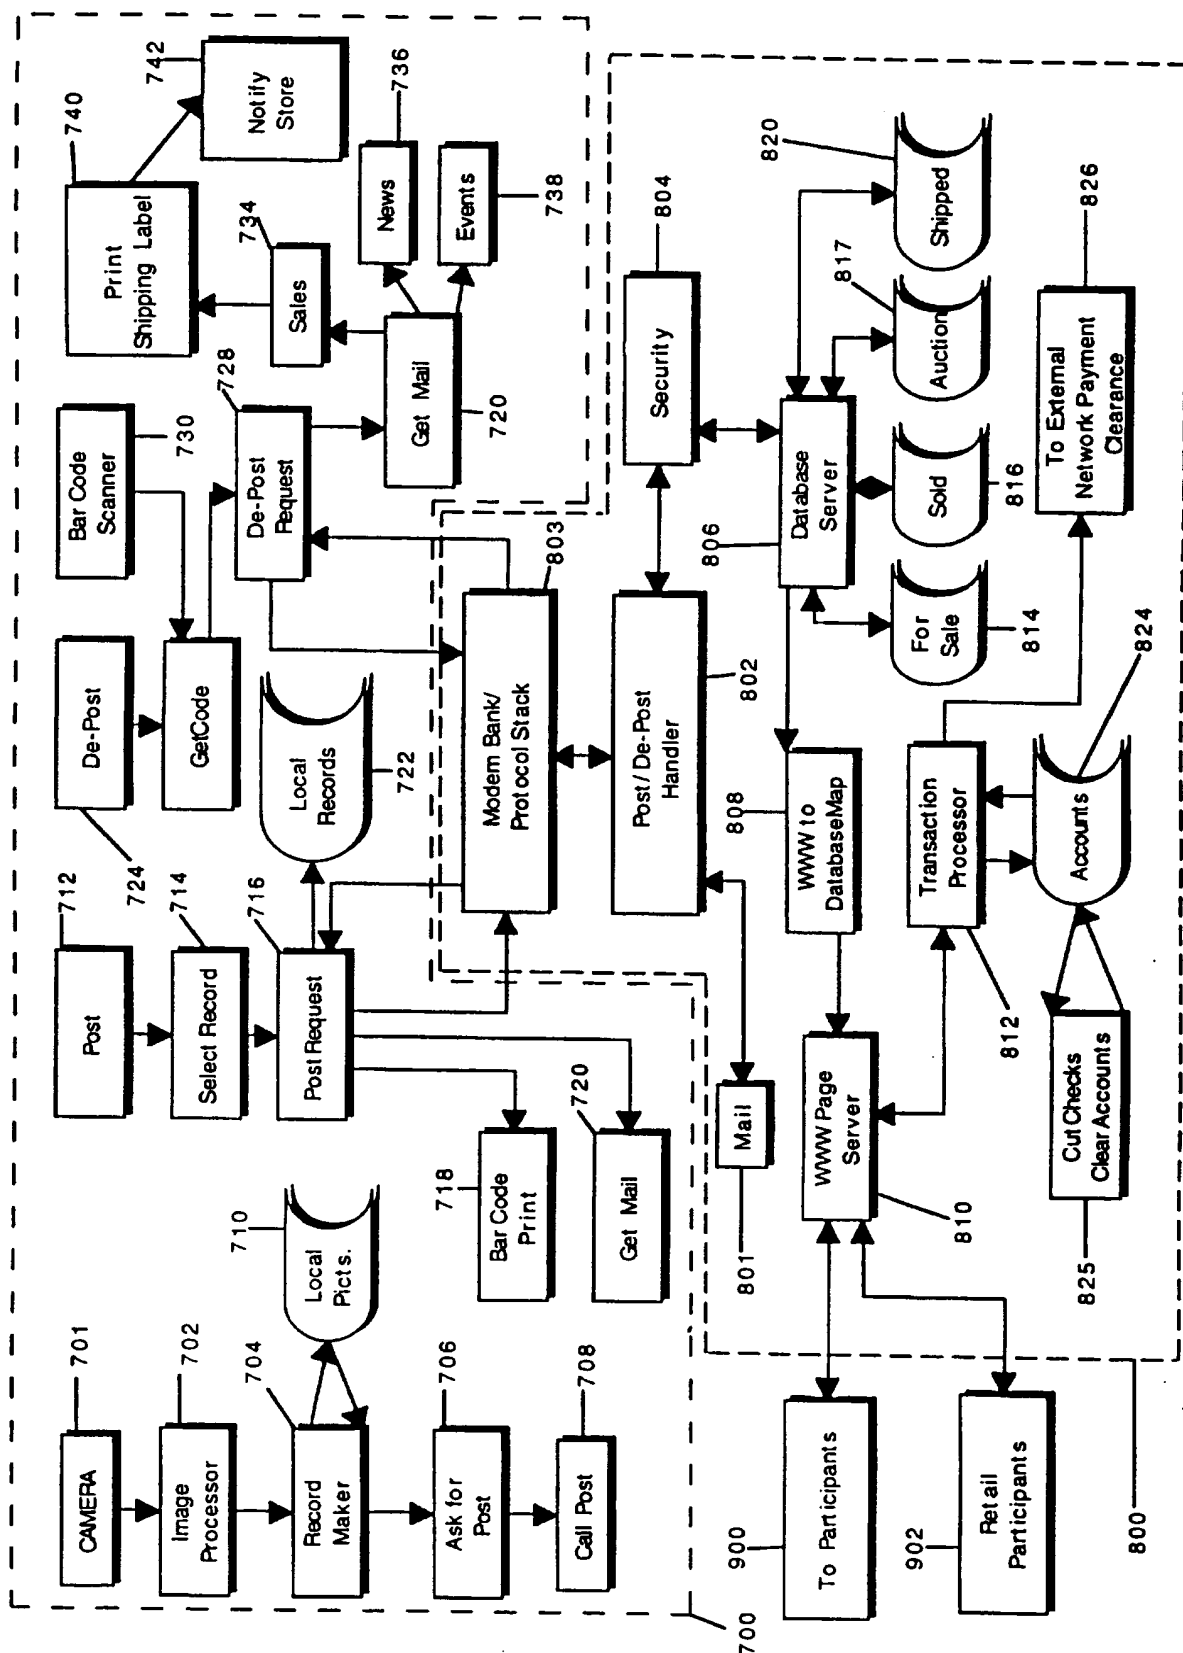 CAMERA
701
Image
Processor
702
Record
Maker
704
Ask for
Post
706
Call Post
708
Local
Picts.
710
Post
712
Select Record
714
Post Request
716
Bar Code
Print
718
Get Mail
720
Local
Records
722
De-Post
724
GetCode
Bar Code
Scanner
730
De-Post
Request
728
Get Mail
720
Sales
734
Print
Shipping Label
740
Notify
Store
742
News
736
Events
738
700
Modem Bank/
Protocol Stack
803
Post/De-Post
Handler
802
Security
804
Mail
801
Database
Server
806
WWW to
DatabaseMap
808
WWW Page
Server
810
Transaction
Processor
812
For
Sale
814
Sold
816
Auction
817
Shipped
820
Accounts
824
Cut Checks
Clear Accounts
825
To External
Network Payment
Clearance
826
To Participants
900
Retail
Participants
902
800